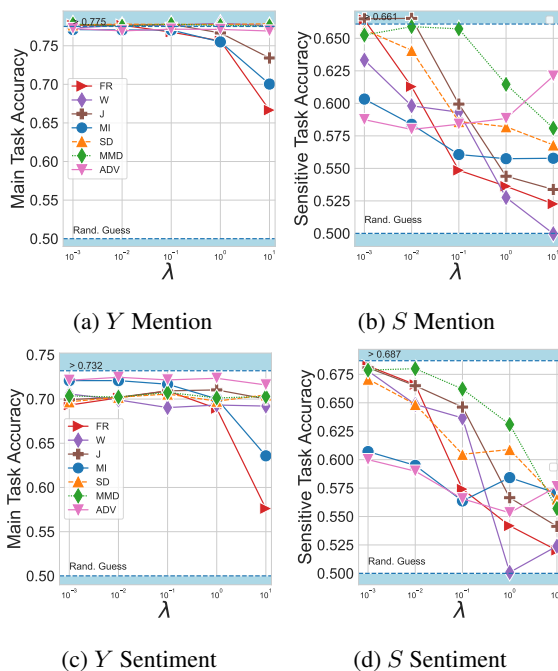 > 0.775
0.75
0.70
0.65
0.60
0.55
0.50
Main Task Accuracy
FR
W
J
MI
SD
MMD
ADV
Rand. Guess
10⁻³ 10⁻² 10⁻¹ 10⁰ 10¹
λ
(a) Y Mention
> 0.661
0.650
0.625
0.600
0.575
0.550
0.525
0.500
Sensitive Task Accuracy
Rand. Guess
10⁻³ 10⁻² 10⁻¹ 10⁰ 10¹
λ
(b) S Mention
0.75
> 0.732
0.70
0.65
0.60
0.55
0.50
Main Task Accuracy
FR
W
J
MI
SD
MMD
ADV
Rand. Guess
10⁻³ 10⁻² 10⁻¹ 10⁰ 10¹
λ
(c) Y Sentiment
> 0.687
0.675
0.650
0.625
0.600
0.575
0.550
0.525
0.500
Sensitive Task Accuracy
Rand. Guess
10⁻³ 10⁻² 10⁻¹ 10⁰ 10¹
λ
(d) S Sentiment